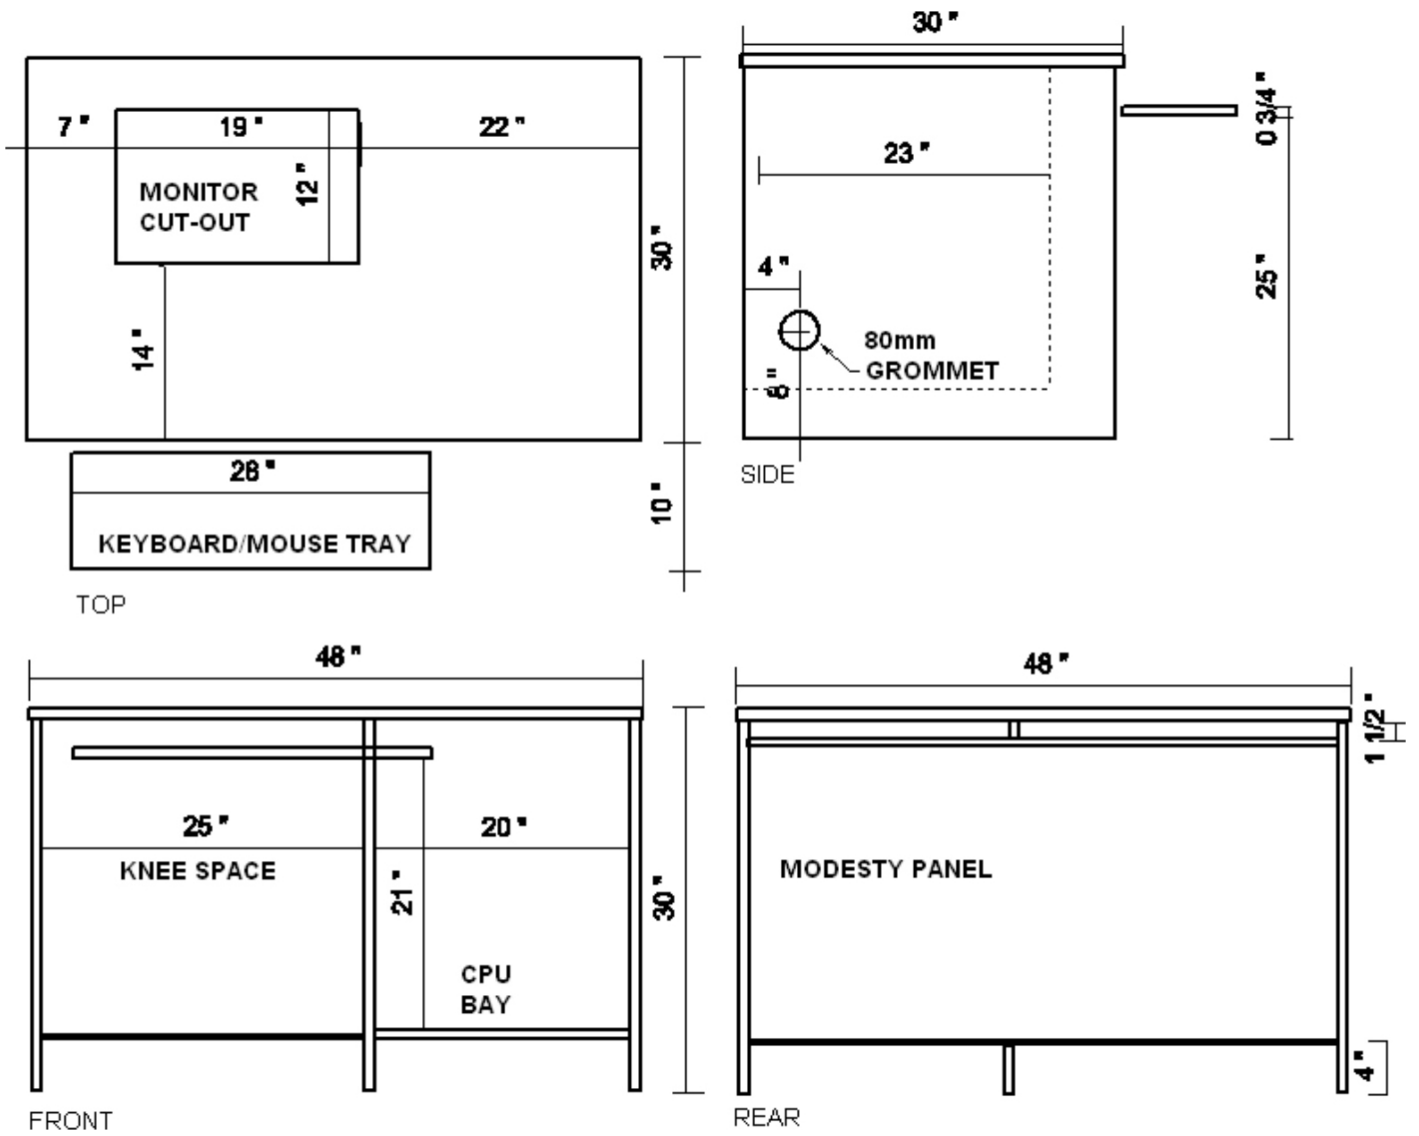 30 "
7 "
19 "
22 "
12 "
MONITOR
CUT-OUT
30 "
14 "
28 "
10 "
KEYBOARD/MOUSE TRAY
TOP
0 3/4 "
23 "
4 "
25"
80mm
GROMMET
SIDE
48 "
25 "
20 "
KNEE SPACE
21 "
30 "
CPU
BAY
FRONT
48 "
1 1/2 "
MODESTY PANEL
4 "
REAR